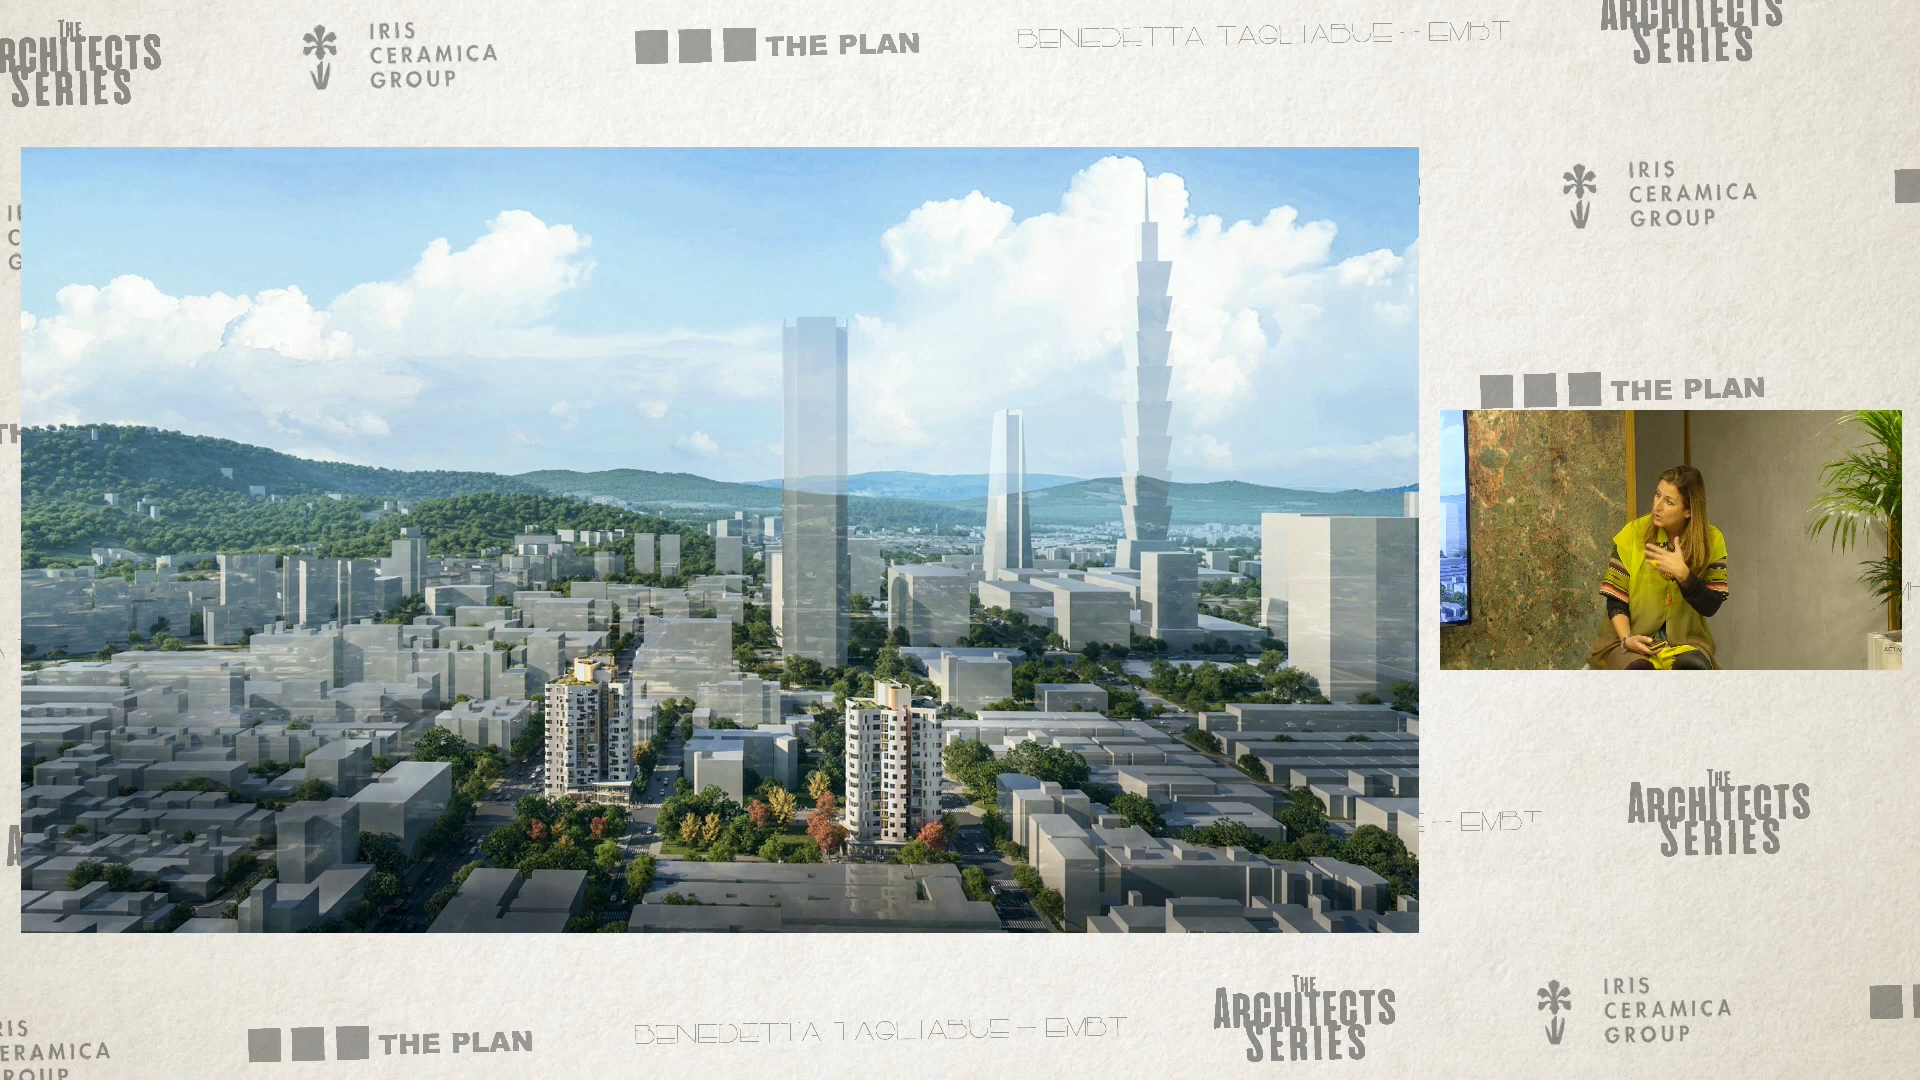 THE
ARCHITECTS
SERIES
IRIS
CERAMICA
GROUP
THE PLAN
BENEDETTA TAGLIABUE -- EMBT
ARCHITECTS
SERIES
IRIS
CERAMICA
GROUP
THE PLAN
-- EMBT
THE
ARCHITECTS
SERIES
IRIS
CERAMICA
GROUP
THE PLAN
BENEDETTA TAGLIABUE -- EMBT
THE
ARCHITECTS
SERIES
IRIS
CERAMICA
GROUP